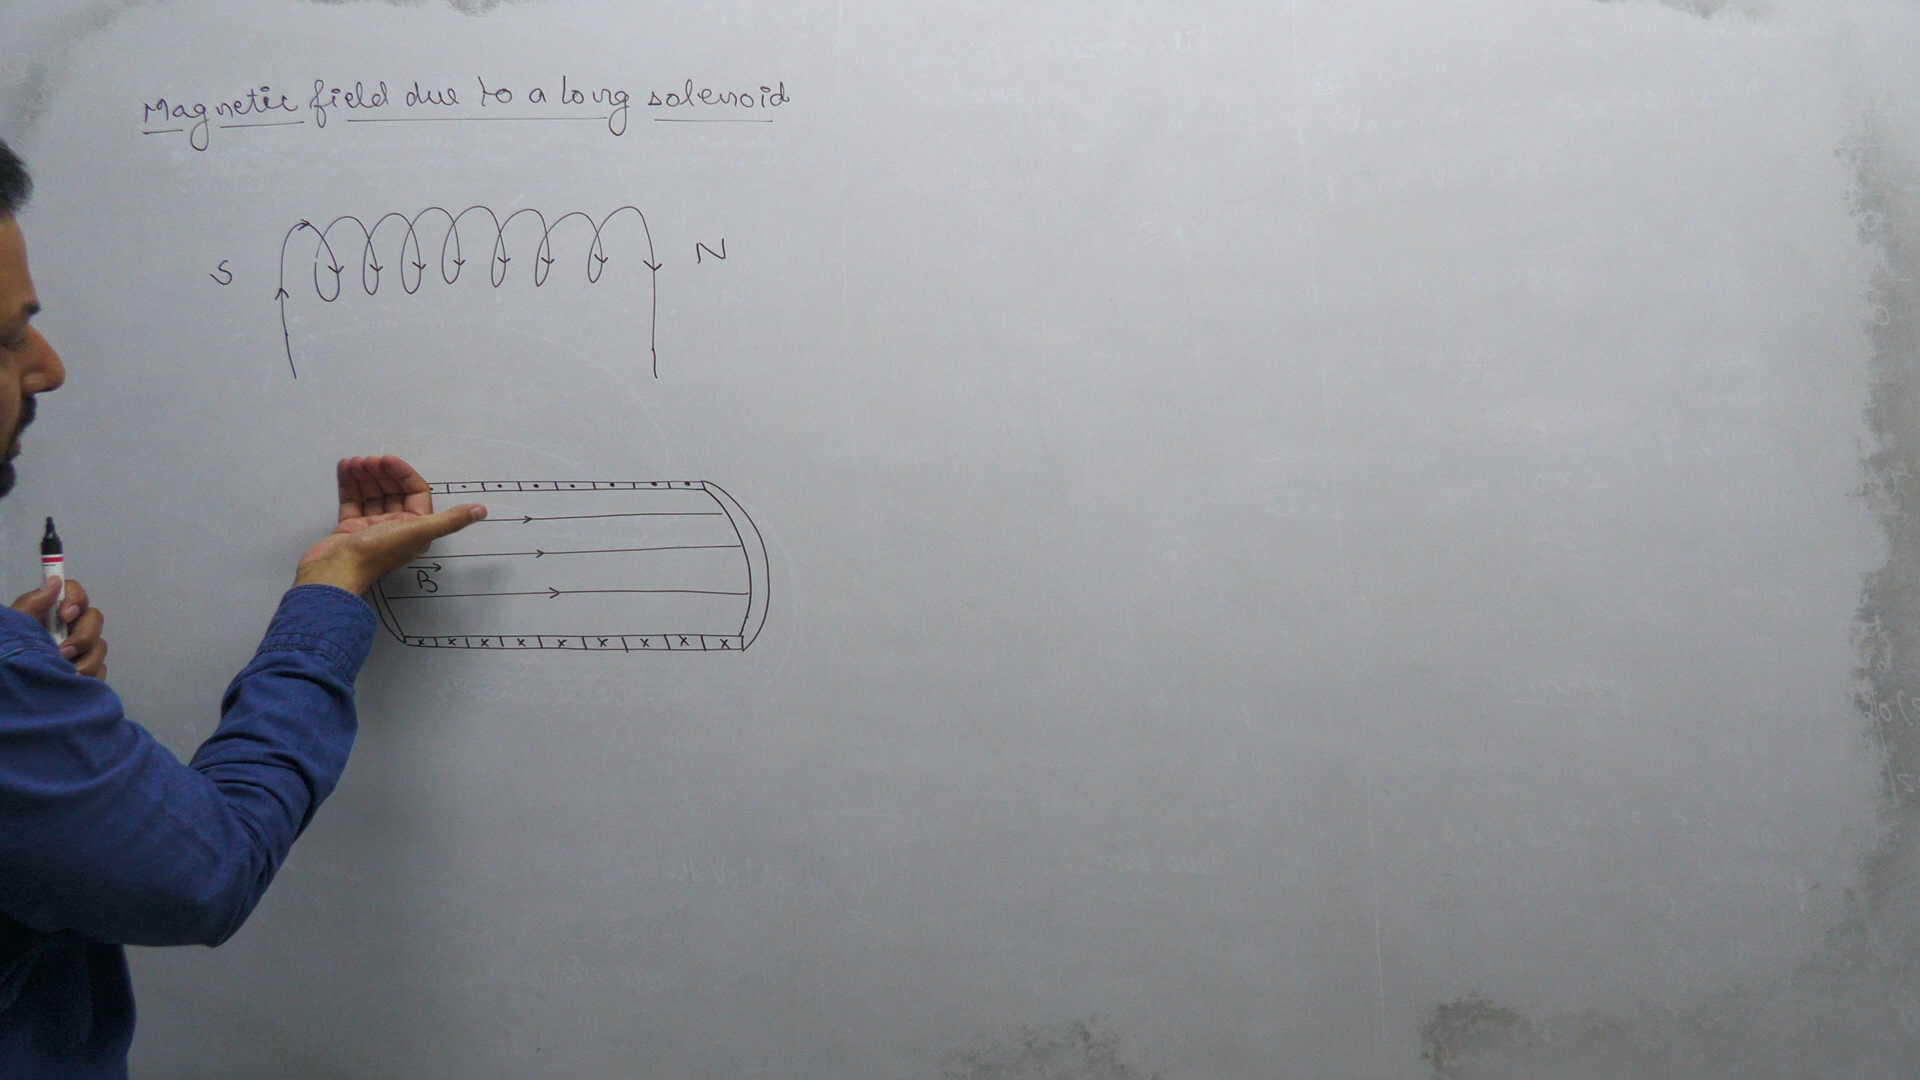 Magnetic field due to a long solenoid
S N
B
x x x x x x x x x